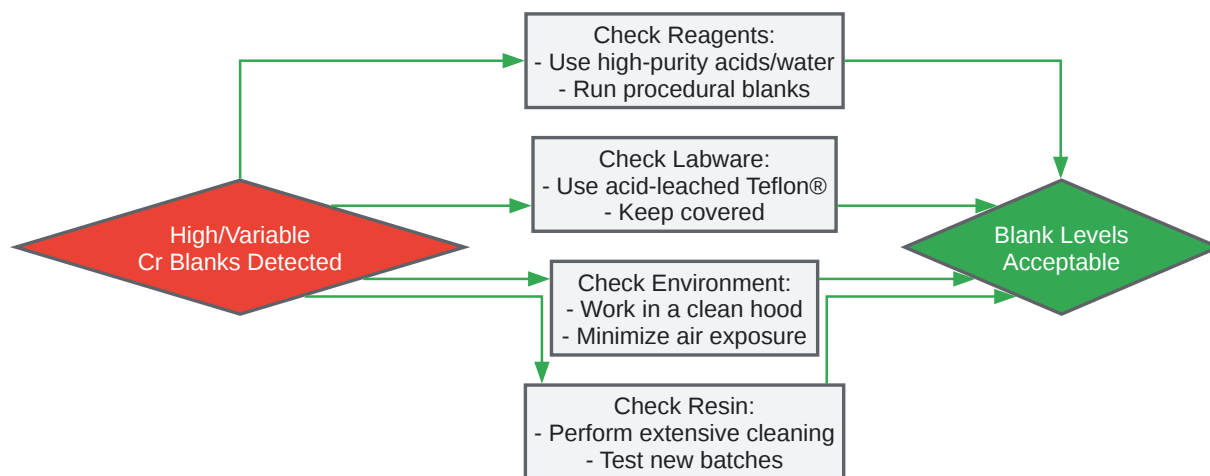 Check Reagents:
- Use high-purity acids/water
- Run procedural blanks
Check Labware:
- Use acid-leached Teflon®
- Keep covered
High/Variable
Cr Blanks Detected
Blank Levels
Acceptable
Check Environment:
- Work in a clean hood
- Minimize air exposure
Check Resin:
- Perform extensive cleaning
- Test new batches